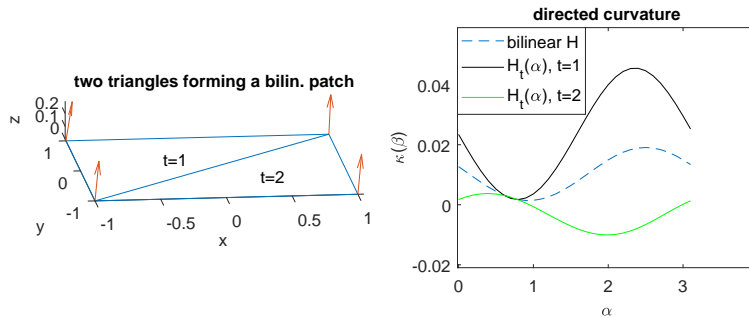 two triangles forming a bilin. patch
z
0.2
0.1
0
1
0
-1
y
t=1
t=2
-1
-0.5
0
0.5
1
x
directed curvature
bilinear H
H_t(α), t=1
H_t(α), t=2
κ(β)
0.04
0.02
0
-0.02
0
1
2
3
α